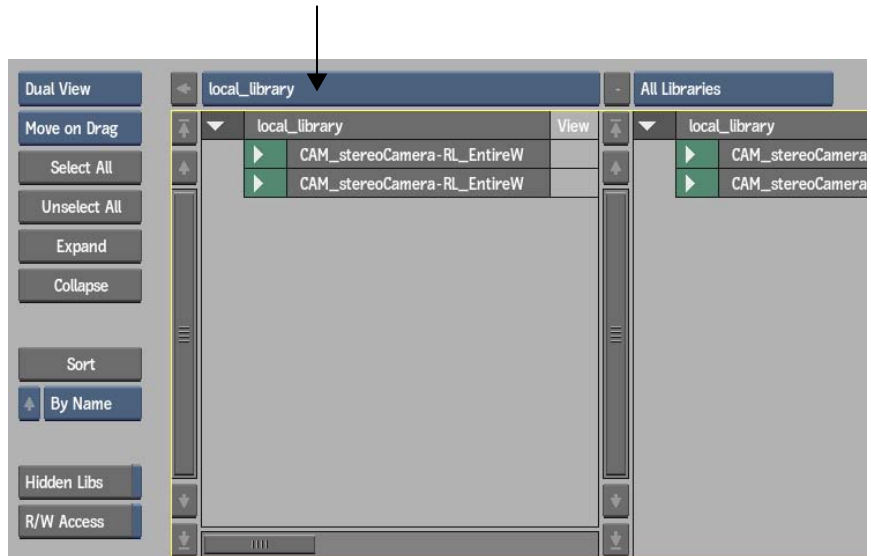 Dual View
local_library
-
All Libraries
Move on Drag
local_library
View
local_library
Select All
CAM_stereoCamera-RL_EntireW
CAM_stereoCamera
Unselect All
CAM_stereoCamera-RL_EntireW
CAM_stereoCamera
Expand
Collapse
Sort
By Name
Hidden Libs
R/W Access